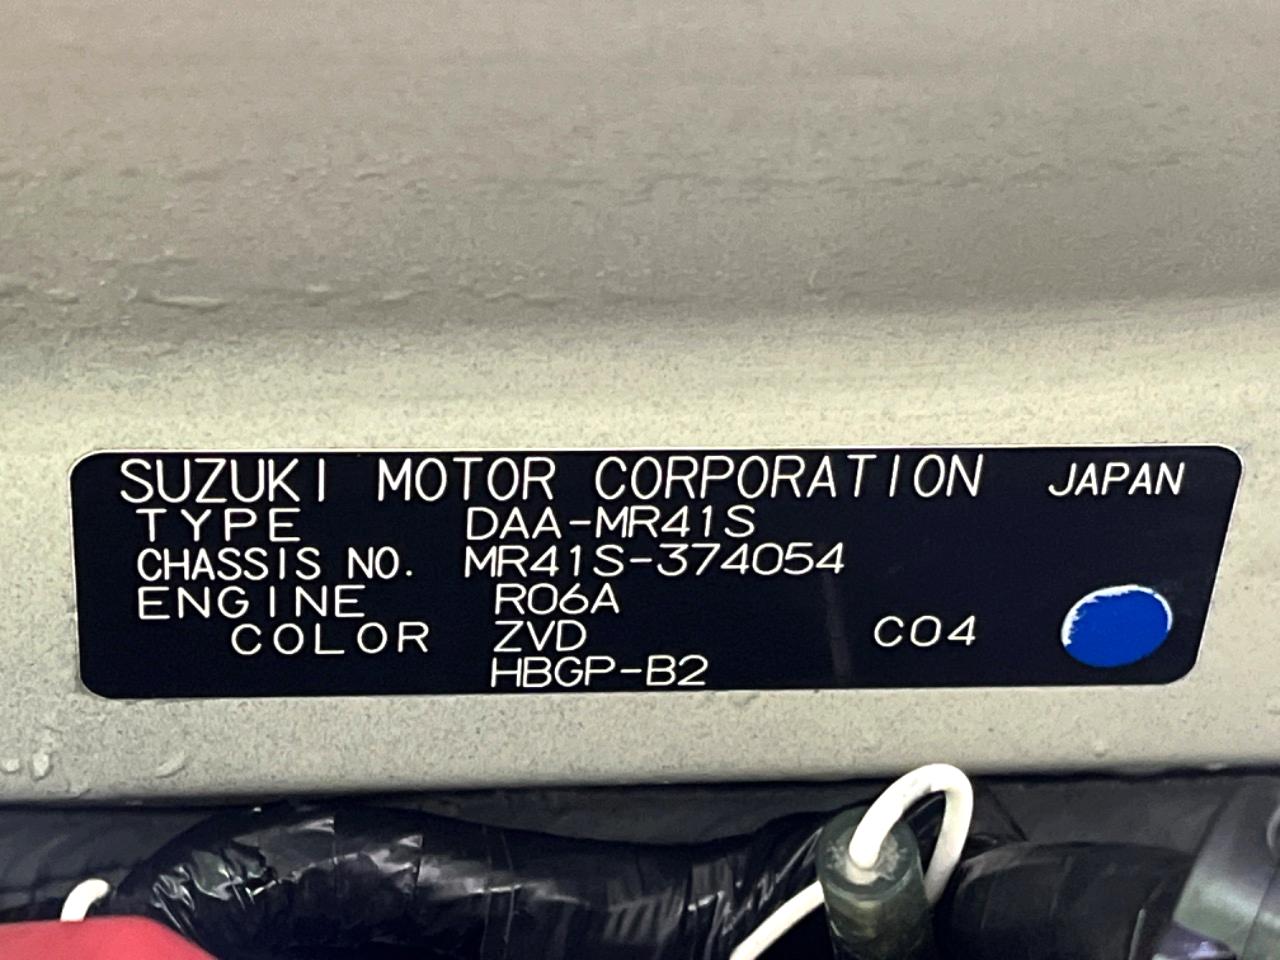 SUZUKI MOTOR CORPORATION JAPAN
TYPE DAA-MR41S
CHASSIS NO. MR41S-374054
ENGINE R06A
COLOR ZVD C04
HBGP-B2